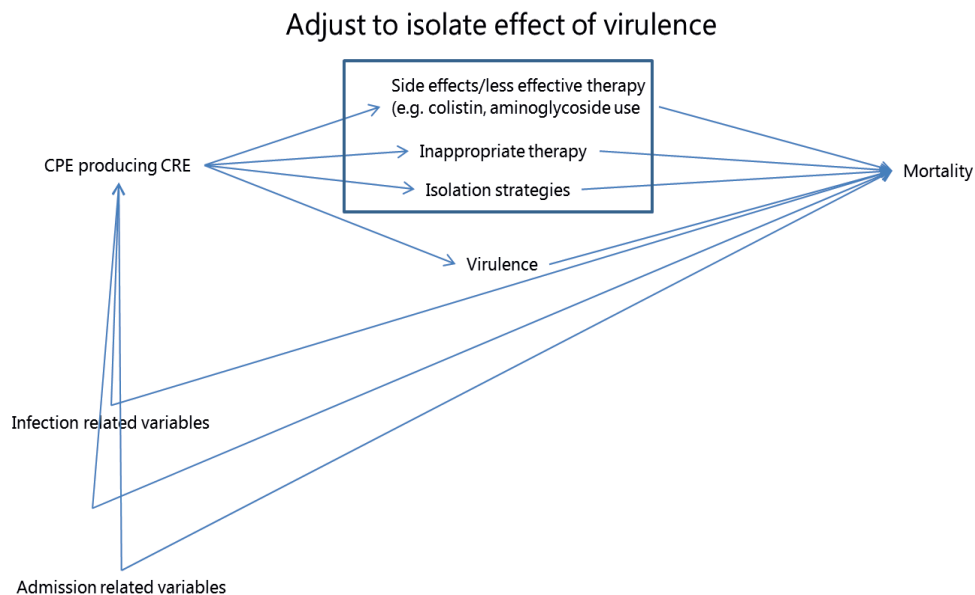 Adjust to isolate effect of virulence
Side effects/less effective therapy
(e.g. colistin, aminoglycoside use
CPE producing CRE
Inappropriate therapy
Mortality
Isolation strategies
Virulence
Infection related variables
Admission related variables